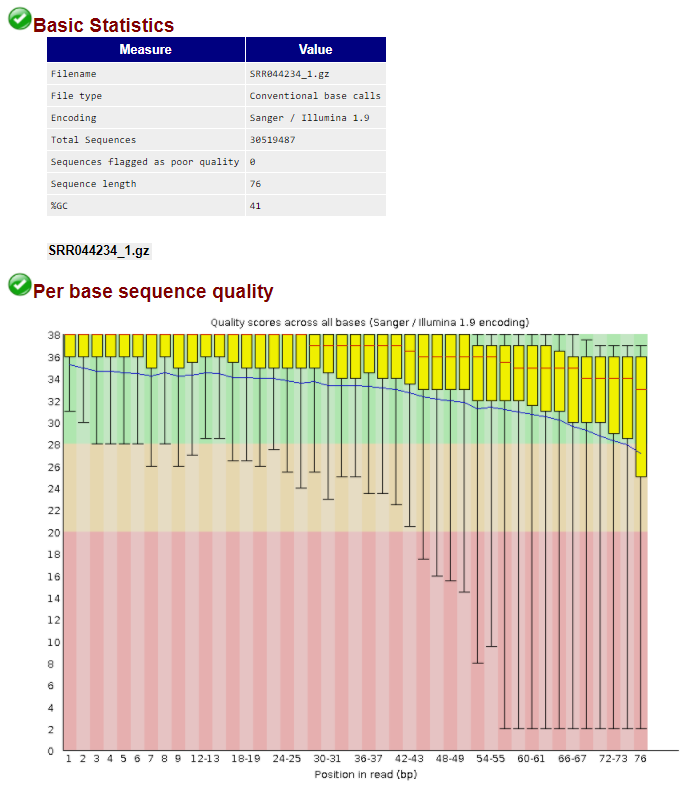 Basic Statistics
Measure Value
Filename SRR044234_1.gz
File type Conventional base calls
Encoding Sanger / Illumina 1.9
Total Sequences 30519487
Sequences flagged as poor quality 0
Sequence length 76
%GC 41
SRR044234_1.gz
Per base sequence quality
Quality scores across all bases (Sanger / Illumina 1.9 encoding)
38
36
34
32
30
28
26
24
22
20
18
16
14
12
10
8
6
4
2
0
1 2 3 4 5 6 7 8 9 12-13 18-19 24-25 30-31 36-37 42-43 48-49 54-55 60-61 66-67 72-73 76
Position in read (bp)